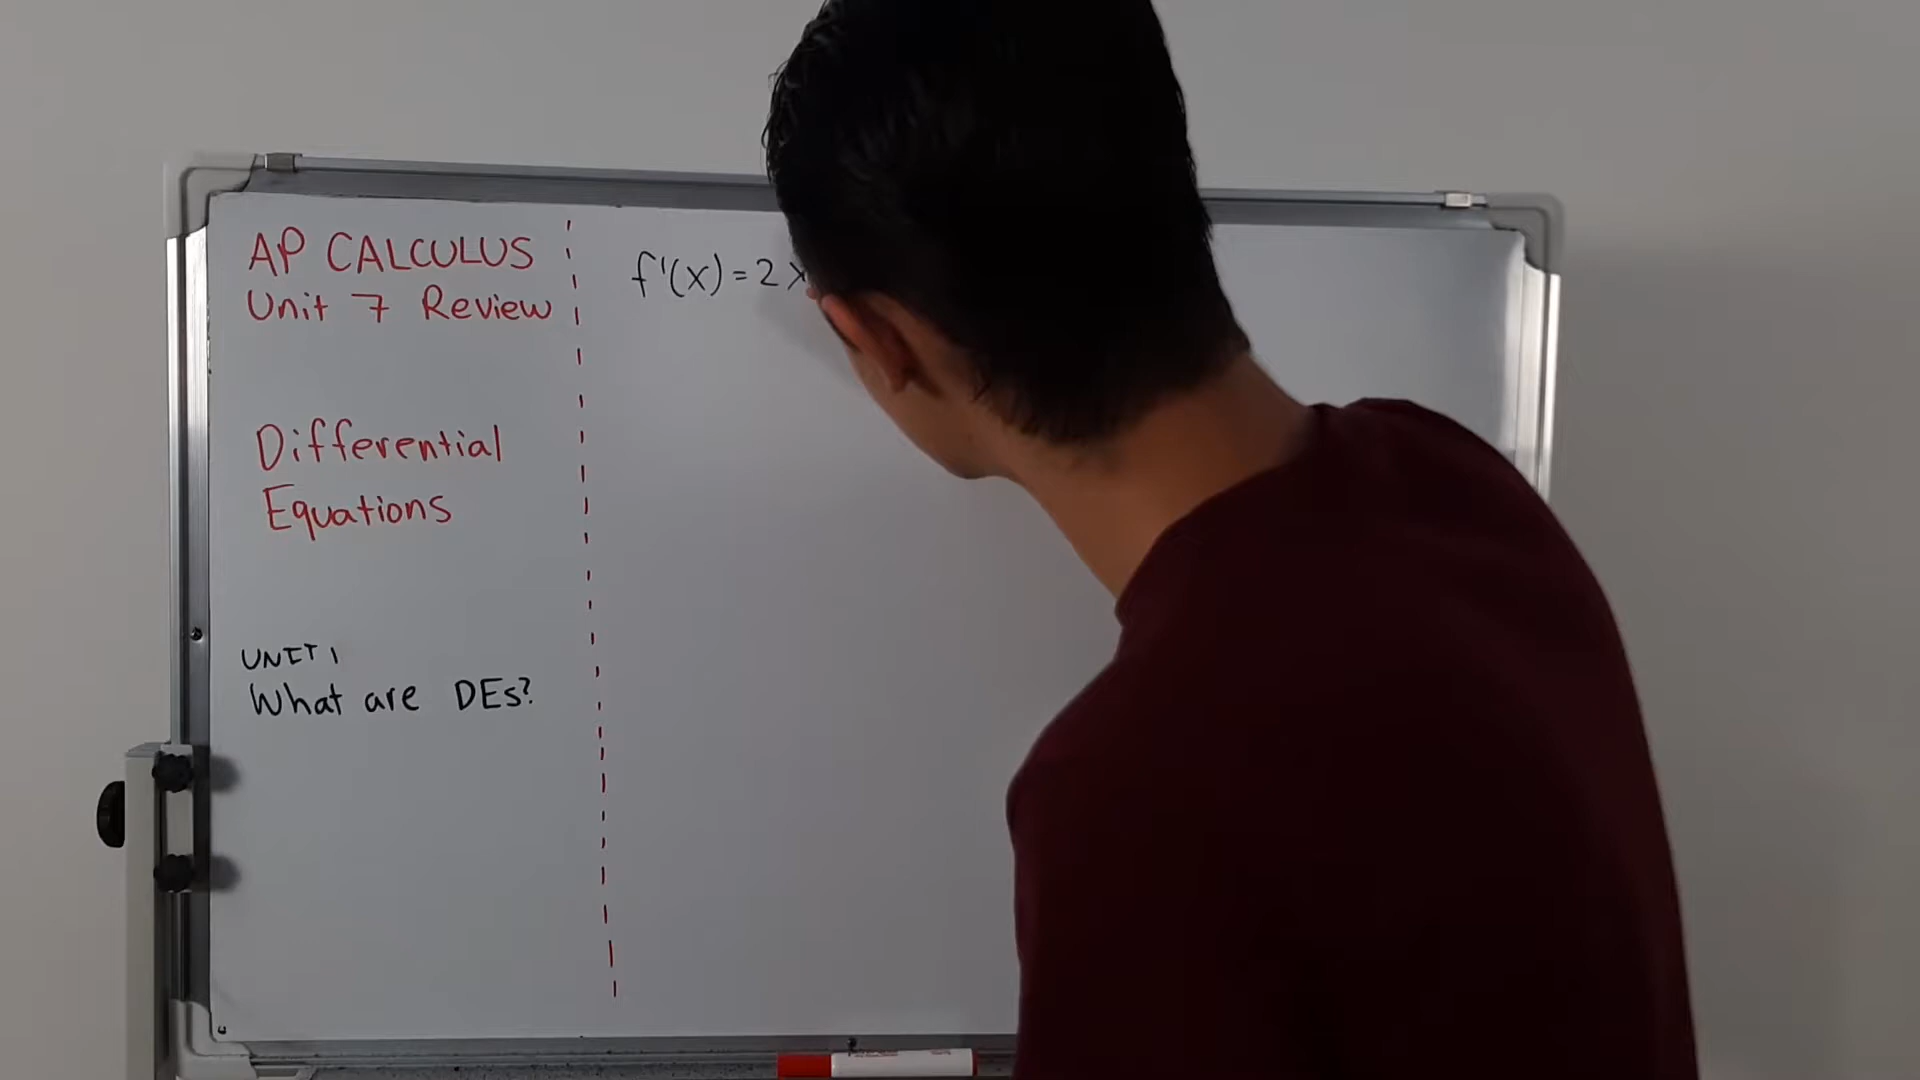 AP CALCULUS
Unit 7 Review
Differential
Equations
UNIT 1
What are DEs?
f'(x) = 2x